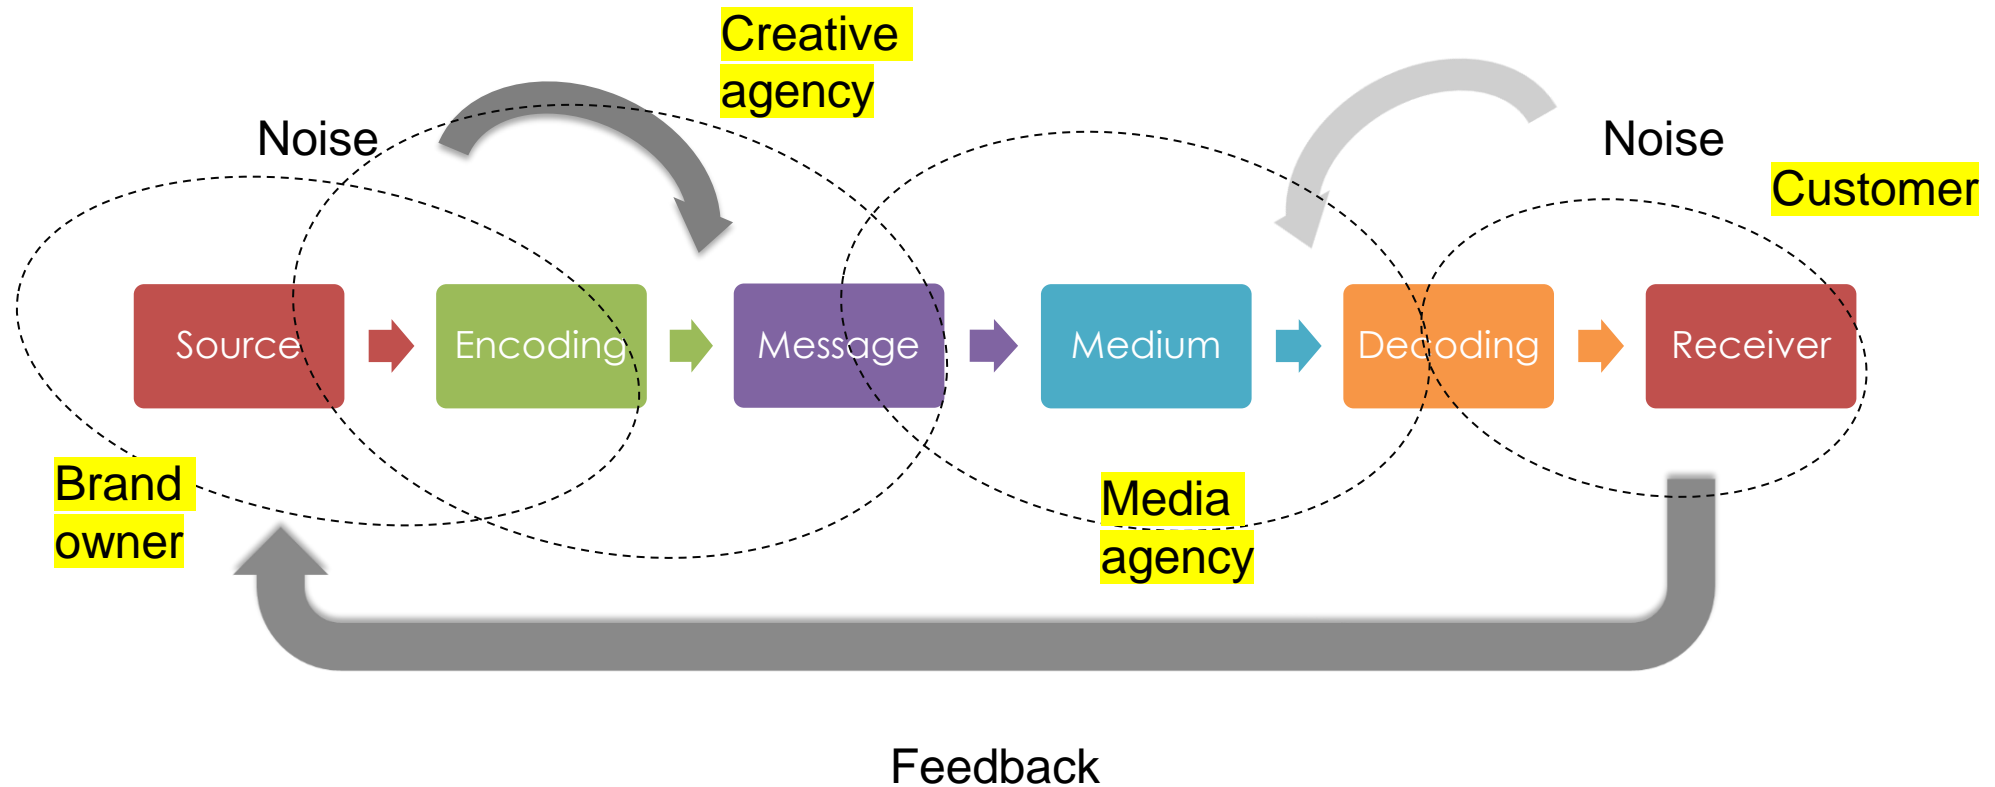 Creative
agency
Noise
Noise
Customer
Source
Encoding
Message
Medium
Decoding
Receiver
Brand
owner
Media
agency
Feedback